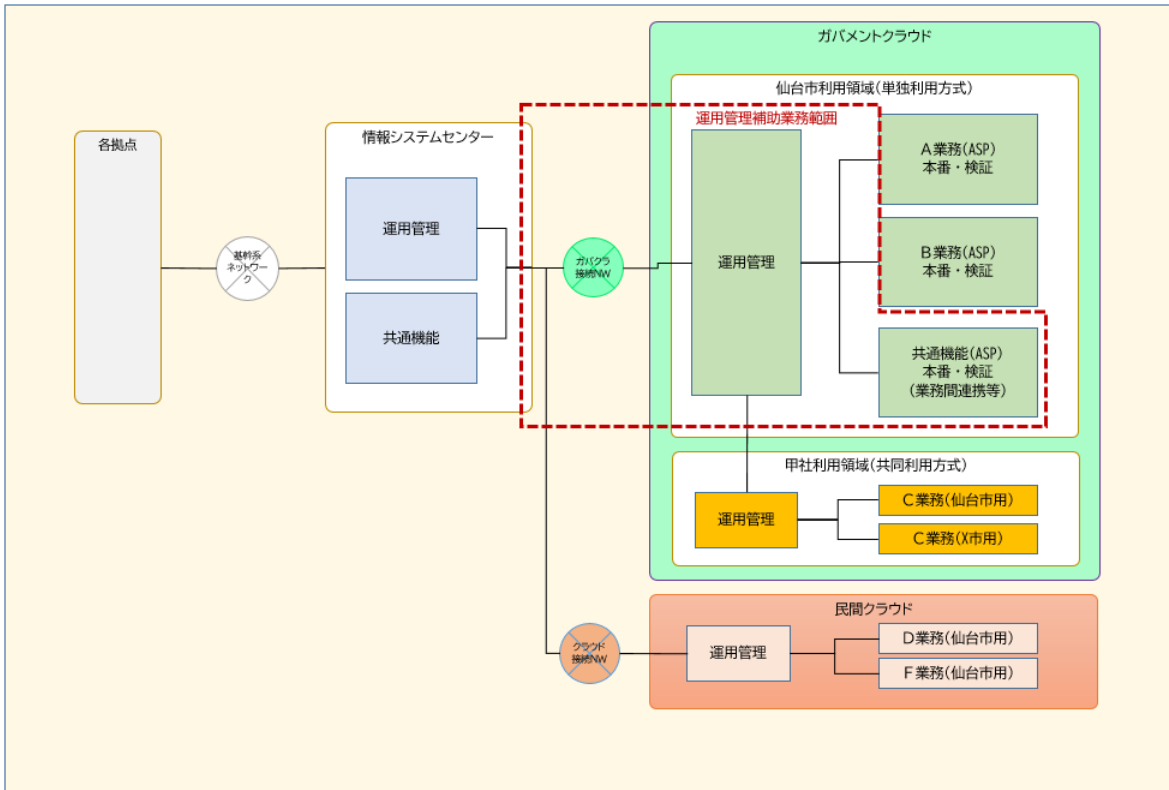 ガバメントクラウド
仙台市利用領域(単独利用方式)
運用管理補助業務範囲
各拠点
情報システムセンター
運用管理
共通機能
基幹系
ネットワー
ク
ガバクラ
接続NW
運用管理
A業務(ASP)
本番・検証
B業務(ASP)
本番・検証
共通機能(ASP)
本番・検証
(業務間連携等)
甲社利用領域(共同利用方式)
運用管理
C業務(仙台市用)
C業務(X市用)
民間クラウド
クラウド
接続NW
運用管理
D業務(仙台市用)
F業務(仙台市用)